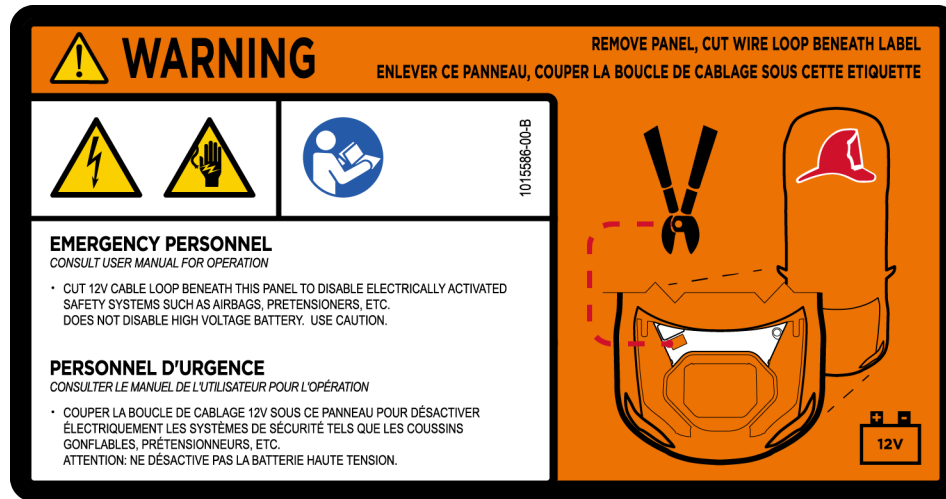 WARNING
REMOVE PANEL, CUT WIRE LOOP BENEATH LABEL
ENLEVER CE PANNEAU, COUPER LA BOUCLE DE CABLAGE SOUS CETTE ETIQUETTE
1015586-00-B
EMERGENCY PERSONNEL
CONSULT USER MANUAL FOR OPERATION
· CUT 12V CABLE LOOP BENEATH THIS PANEL TO DISABLE ELECTRICALLY ACTIVATED
SAFETY SYSTEMS SUCH AS AIRBAGS, PRETENSIONERS, ETC.
DOES NOT DISABLE HIGH VOLTAGE BATTERY. USE CAUTION.
PERSONNEL D'URGENCE
CONSULTER LE MANUEL DE L'UTILISATEUR POUR L'OPÉRATION
· COUPER LA BOUCLE DE CABLAGE 12V SOUS CE PANNEAU POUR DÉSACTIVER
ÉLECTRIQUEMENT LES SYSTÈMES DE SÉCURITÉ TELS QUE LES COUSSINS
GONFLABLES, PRÉTENSIONNEURS, ETC.
ATTENTION: NE DÉSACTIVE PAS LA BATTERIE HAUTE TENSION.
12V